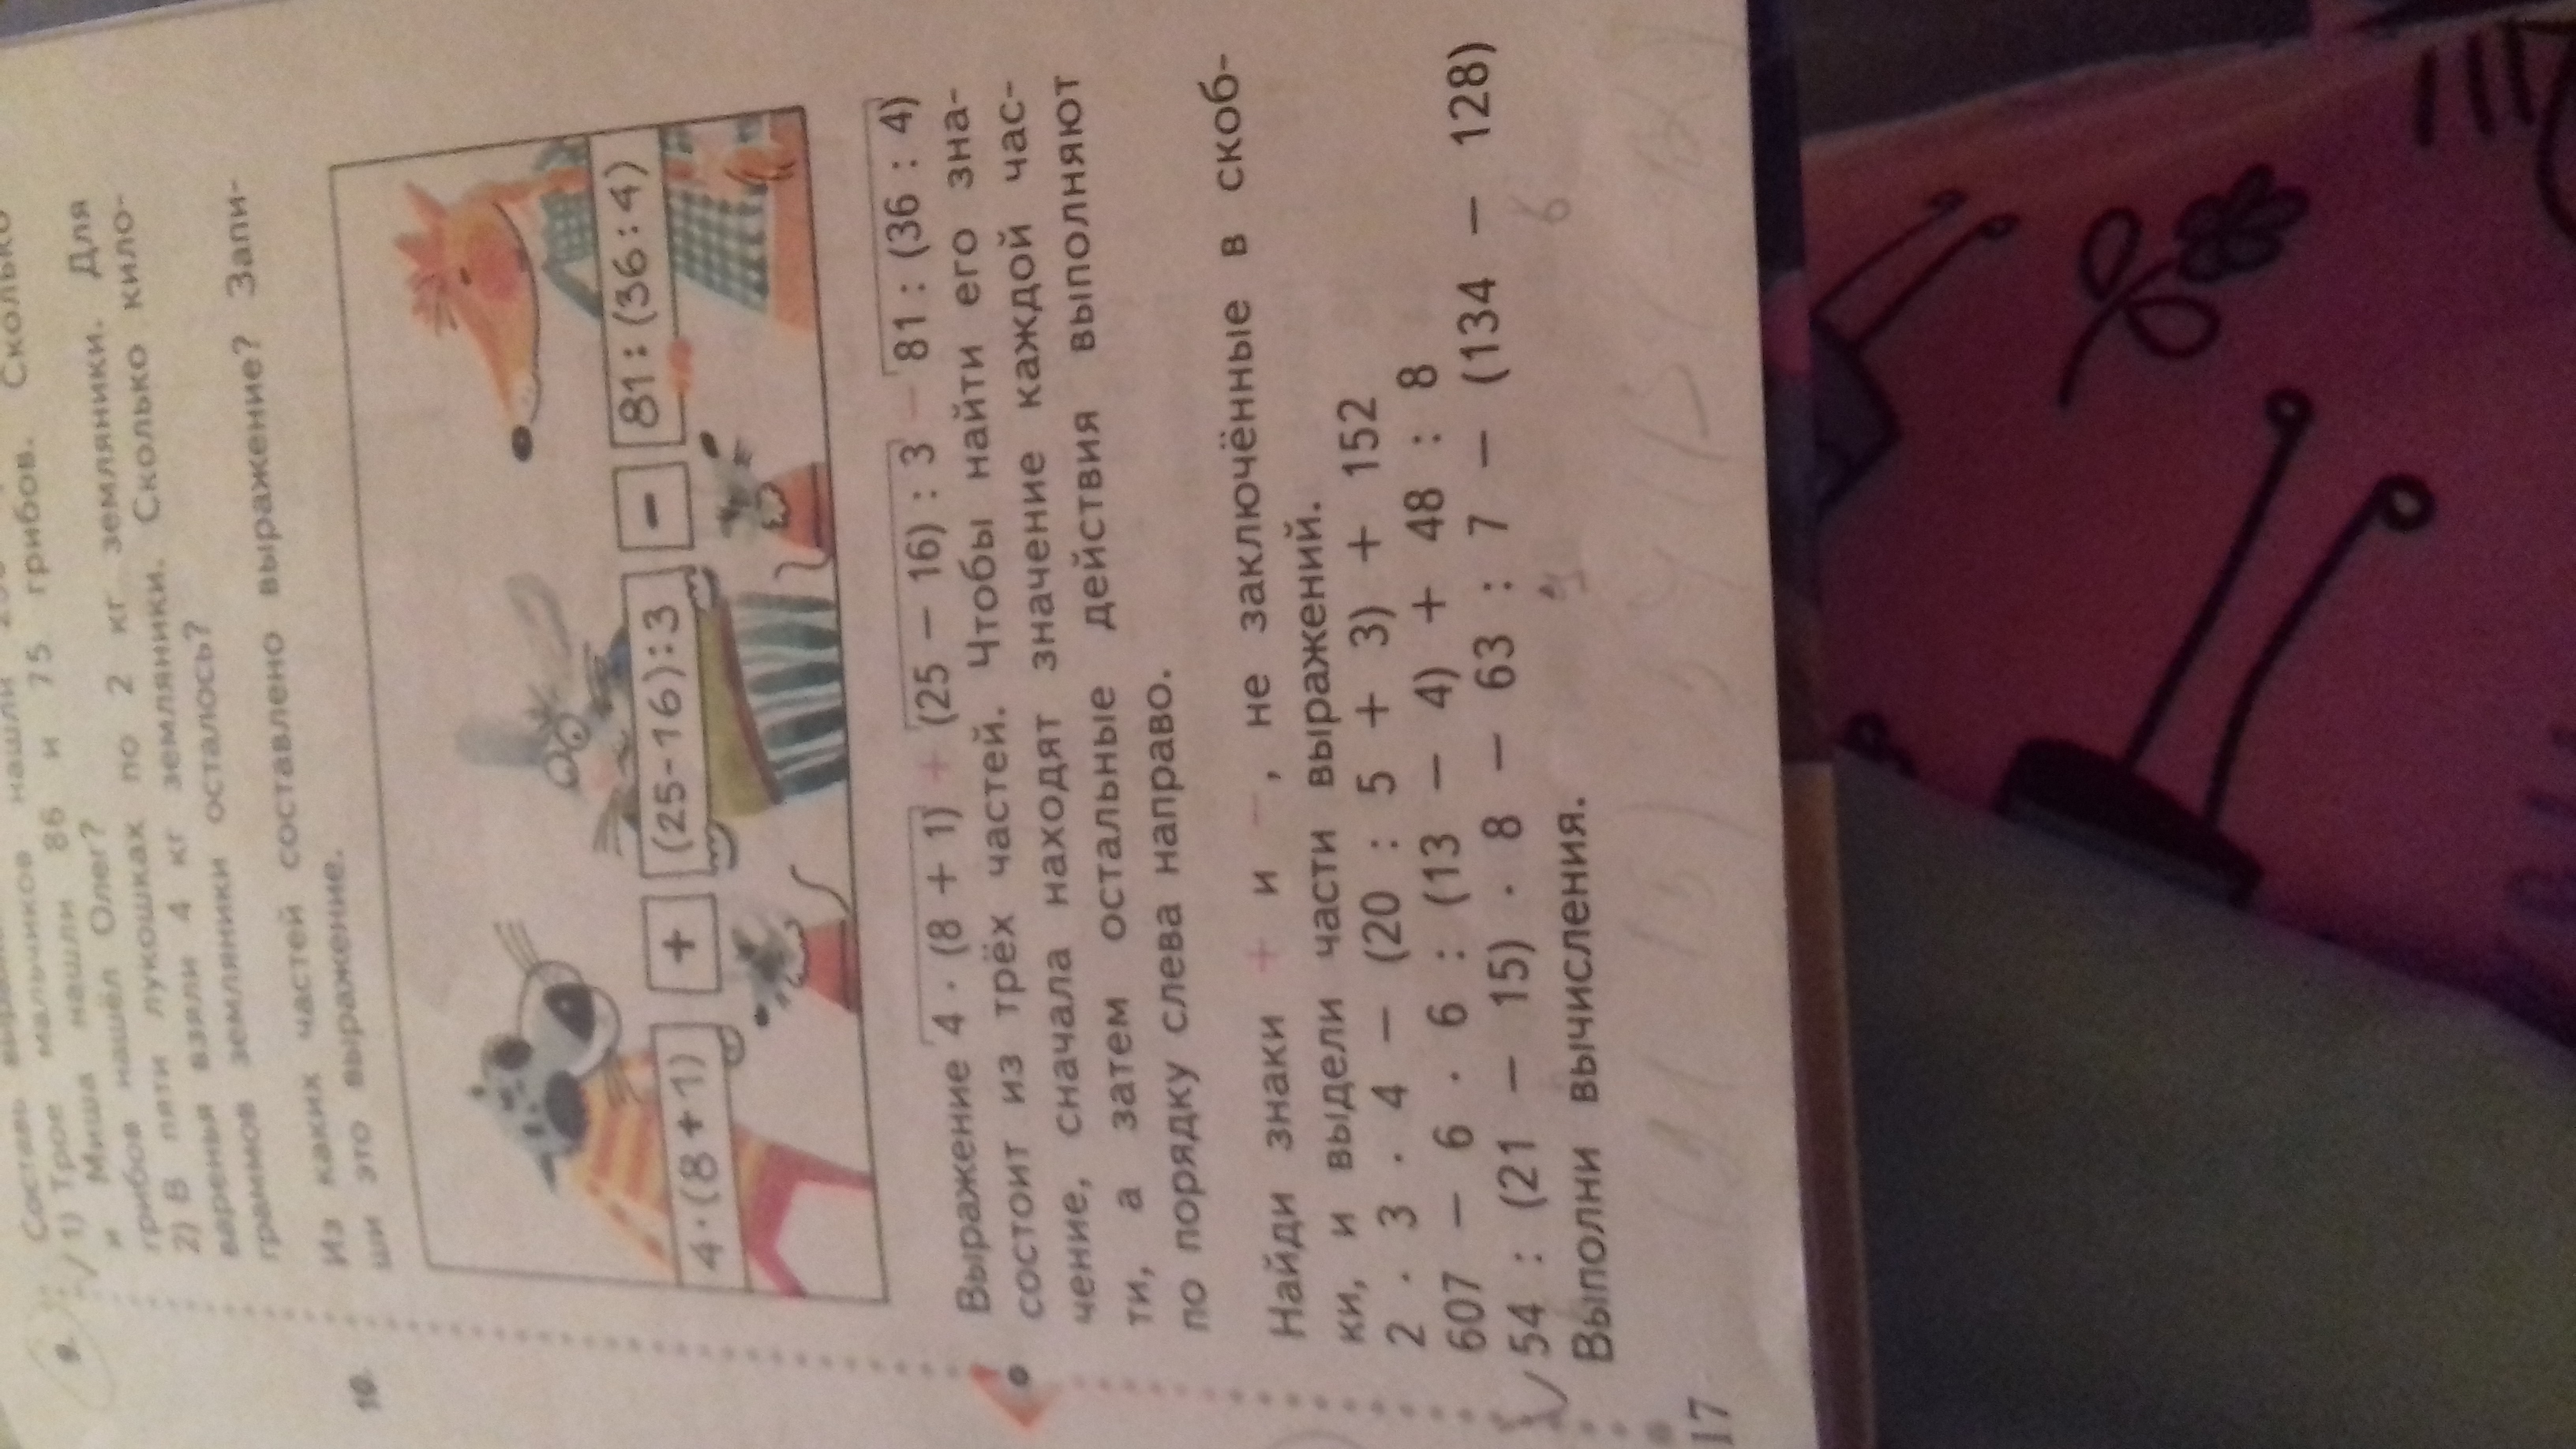 Составь
9. 1) Трое мальчиков нашли грибов. Сколько
и Миша нашли 86 и 75
грибов нашёл Олег?
2) В пяти лукошках по 2 кг земляники. Для
варенья взяли 4 кг земляники. Сколько кило-
граммов земляники осталось?
10. Из каких частей составлено выражение? Запи-
ши это выражение.
4·(8+1) + (25-16):3 - 81:(36:4)
Выражение 4 · (8 + 1) + (25 − 16) : 3 − 81 : (36 : 4)
состоит из трёх частей. Чтобы найти его зна-
чение, сначала находят значение каждой час-
ти, а затем остальные действия выполняют
по порядку слева направо.
Найди знаки + и −, не заключённые в скоб-
ки, и выдели части выражений.
2 · 3 · 4 − (20 : 5 + 3) + 152
607 − 6 · 6 : (13 − 4) + 48 : 8
√ 54 : (21 − 15) · 8 − 63 : 7 − (134 − 128)
9 6
Выполни вычисления.
17